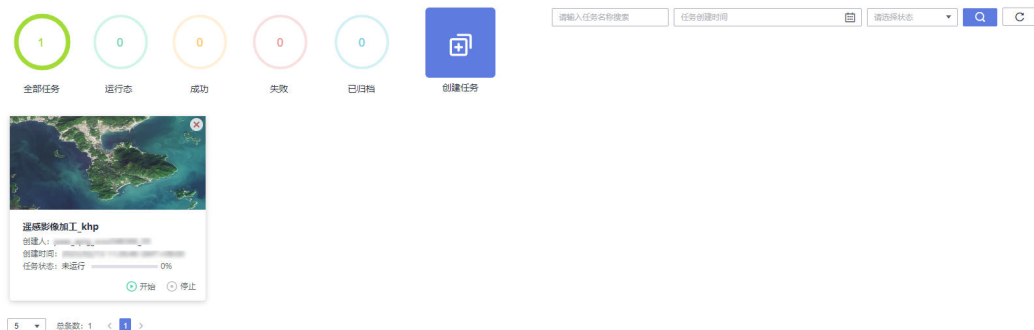 1
0
0
0
0
全部任务
运行态
成功
失败
已归档
创建任务
请输入任务名称搜索
任务创建时间
请选择状态
遥感影像加工_khp
创建人：
创建时间：
任务状态：未运行 0%
开始 停止
5 总条数：1 < 1 >